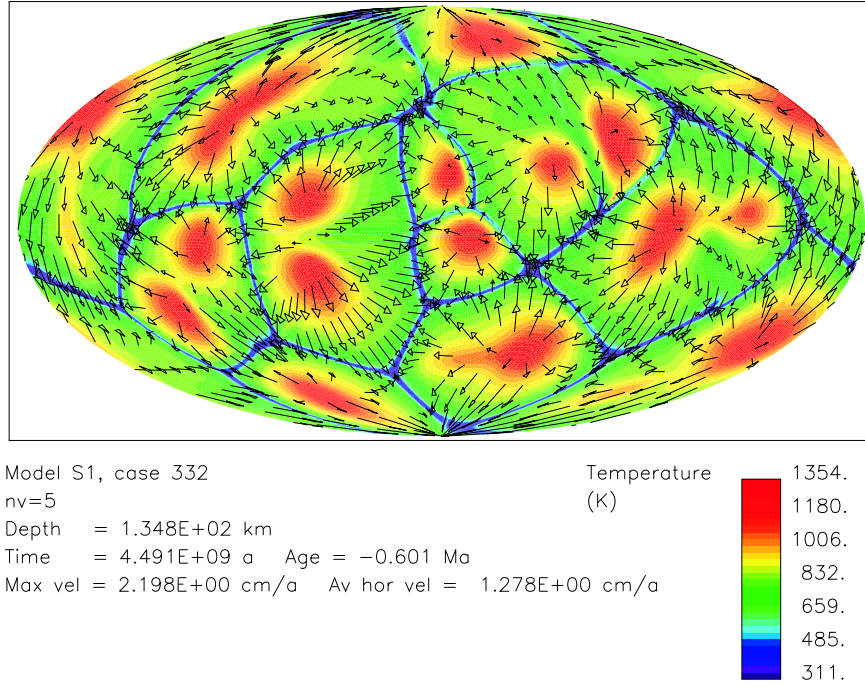 Model S1, case 332
nv=5
Depth = 1.348E+02 km
Time = 4.491E+09 a Age = −0.601 Ma
Max vel = 2.198E+00 cm/a Av hor vel = 1.278E+00 cm/a
Temperature
(K)
1354.
1180.
1006.
832.
659.
485.
311.